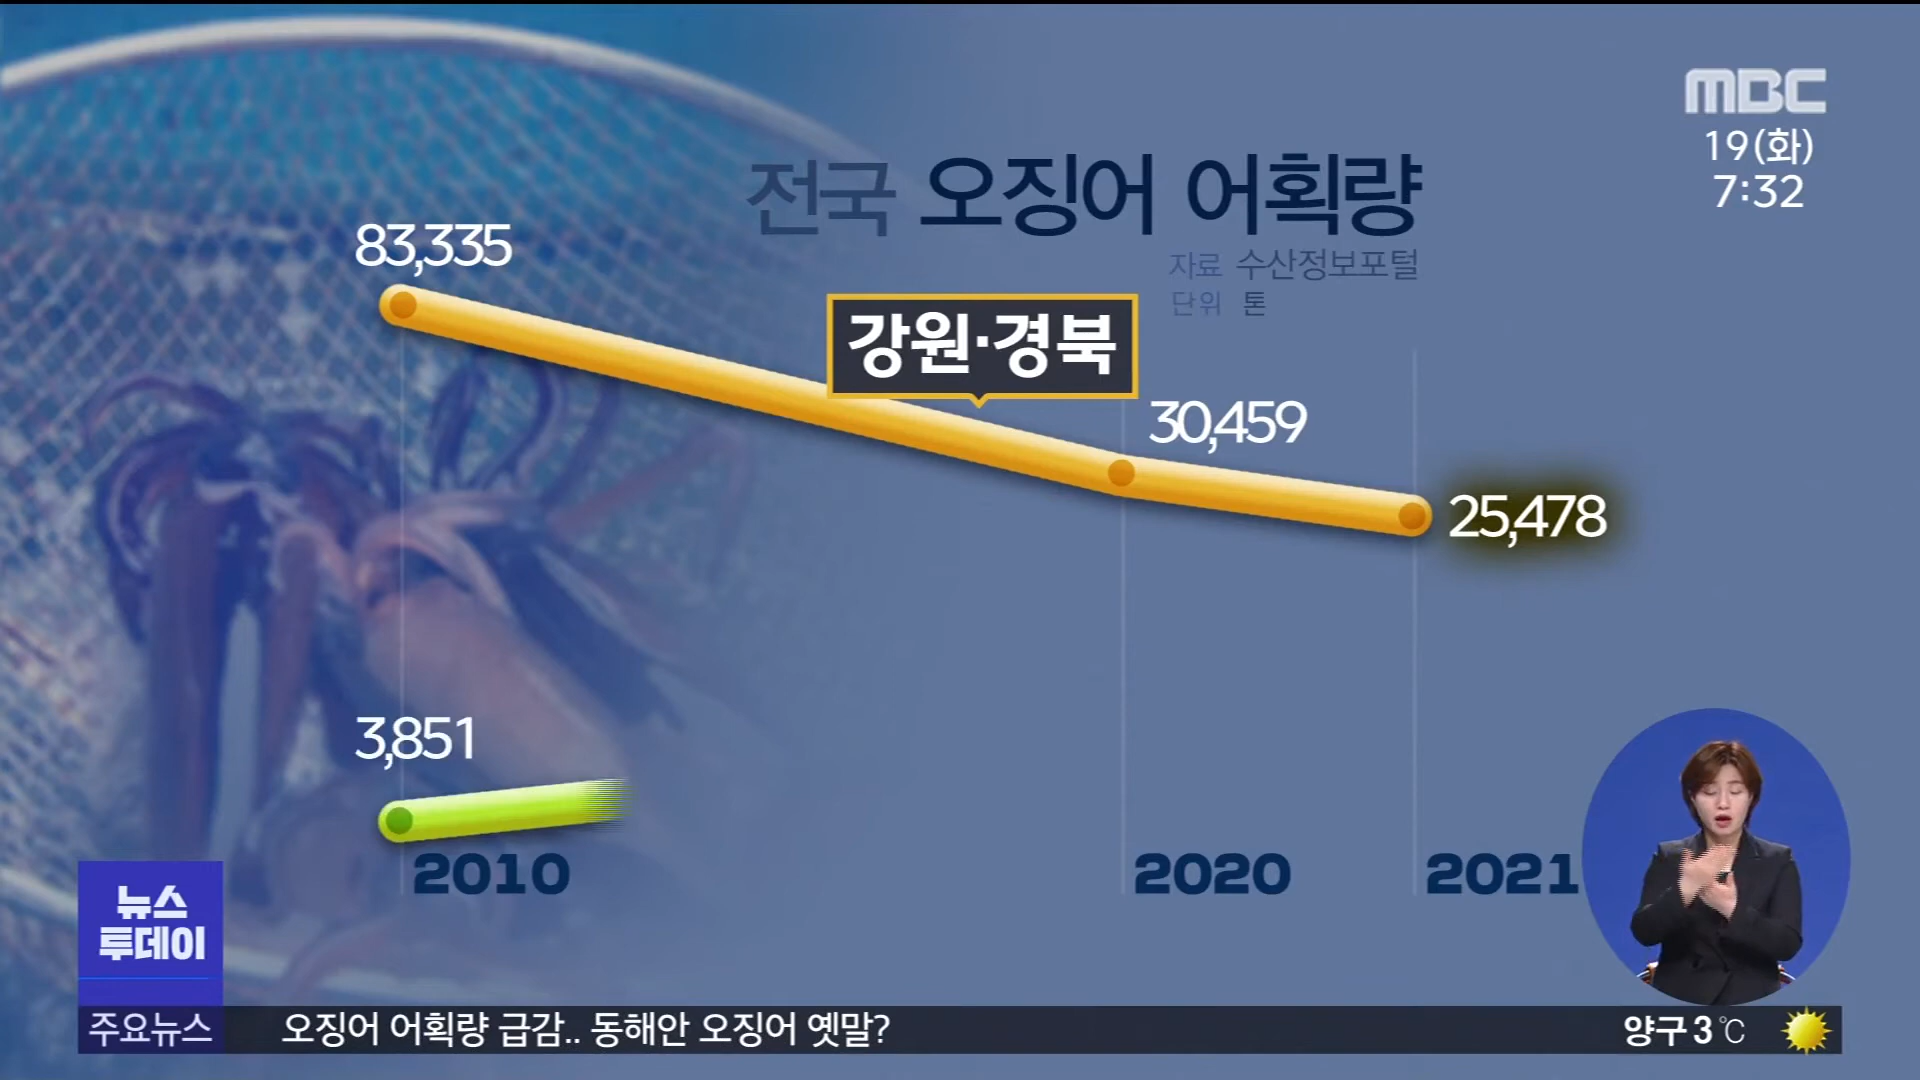 MBC
19(화)
7:32
전국 오징어 어획량
자료 수산정보포털
단위 톤
83,335
강원·경북
30,459
25,478
3,851
2010
2020
2021
뉴스
투데이
주요뉴스 오징어 어획량 급감.. 동해안 오징어 옛말? 양구 3℃